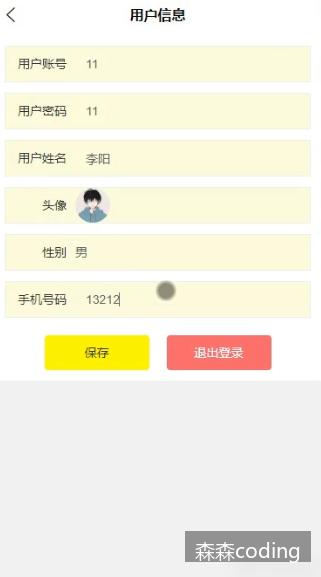 用户信息
用户账号 11
用户密码 11
用户姓名 李阳
头像
性别 男
手机号码 13212
保存 退出登录
森森coding